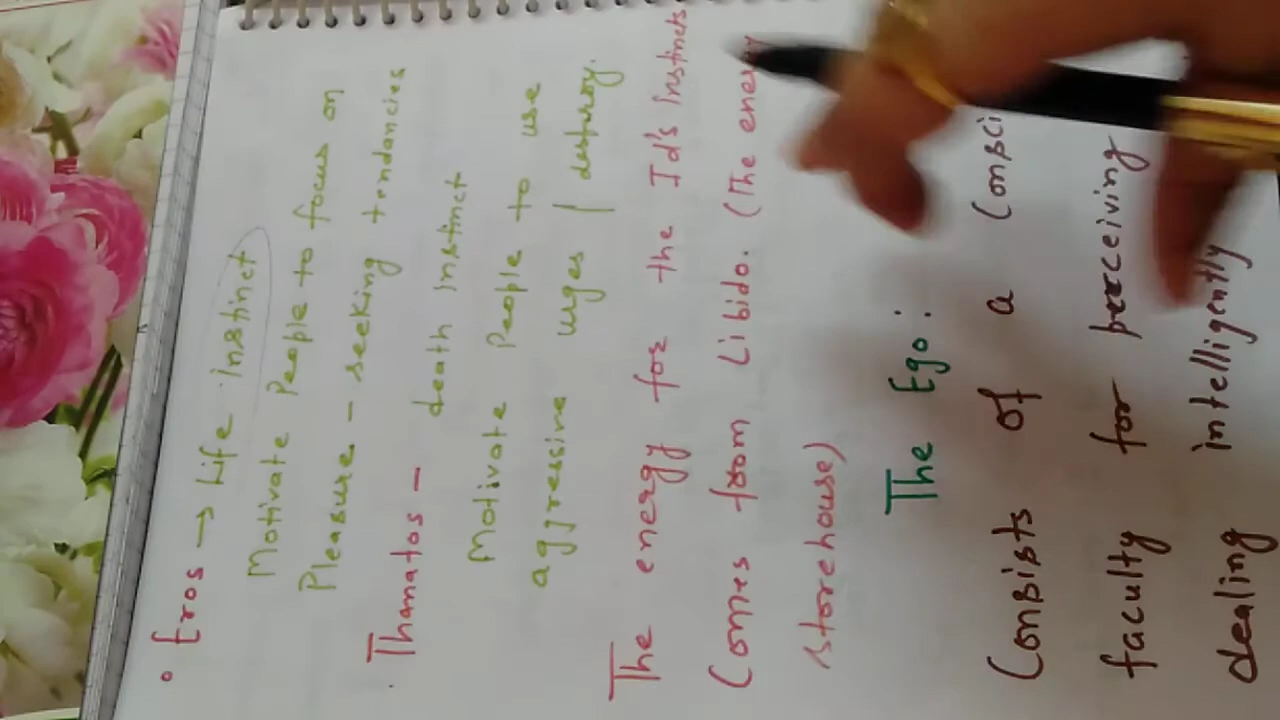 • Eros → Life instinct
Motivate People to focus on
Pleasure - seeking tendancies
. Thanatos - death instinct
Motivate People to use
aggressive urges / destroy.
The energy for the Id's instincts
Comes from Libido. (The energy
storehouse)
The Ego:
Consists of a
faculty for perceiving
dealing intelligently